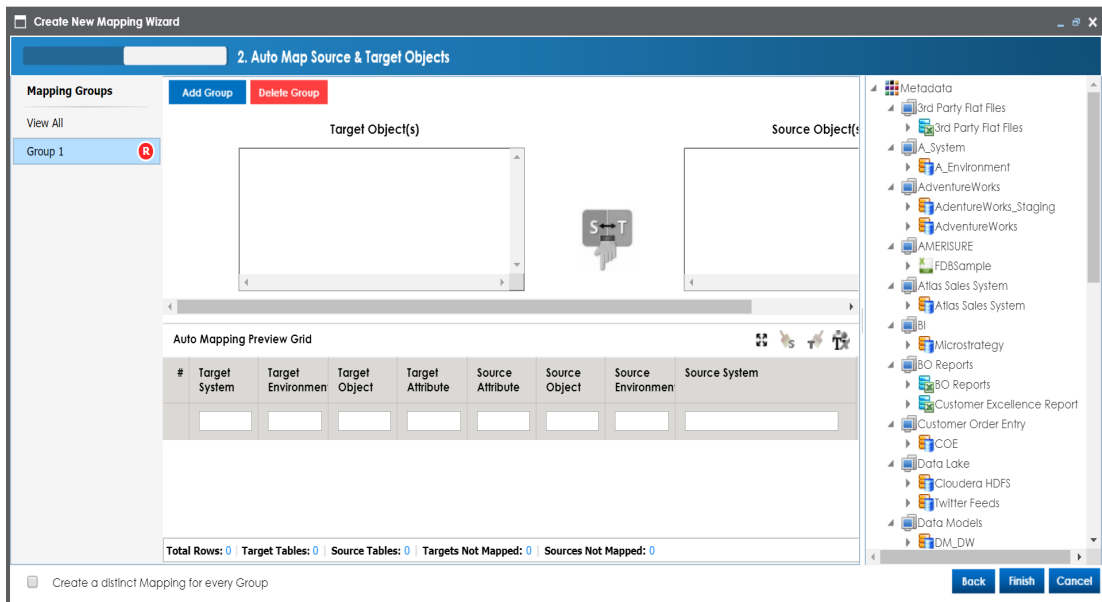 Create New Mapping Wizard
2. Auto Map Source & Target Objects
Mapping Groups
View All
Group 1
R
Add Group
Delete Group
Target Object(s)
Source Object(s
S T
Auto Mapping Preview Grid
S
T
T
# Target System Target Environmen Target Object Target Attribute Source Attribute Source Object Source Environmen Source System
Total Rows: 0 Target Tables: 0 Source Tables: 0 Targets Not Mapped: 0 Sources Not Mapped: 0
Metadata
3rd Party Flat Files
3rd Party Flat Files
A_System
A_Environment
AdventureWorks
AdentureWorks_Staging
AdventureWorks
AMERISURE
FDBSample
Atlas Sales System
Atlas Sales System
BI
Microstrategy
BO Reports
BO Reports
Customer Excellence Report
Customer Order Entry
COE
Data Lake
Cloudera HDFS
Twitter Feeds
Data Models
DM_DW
Create a distinct Mapping for every Group
Back
Finish
Cancel